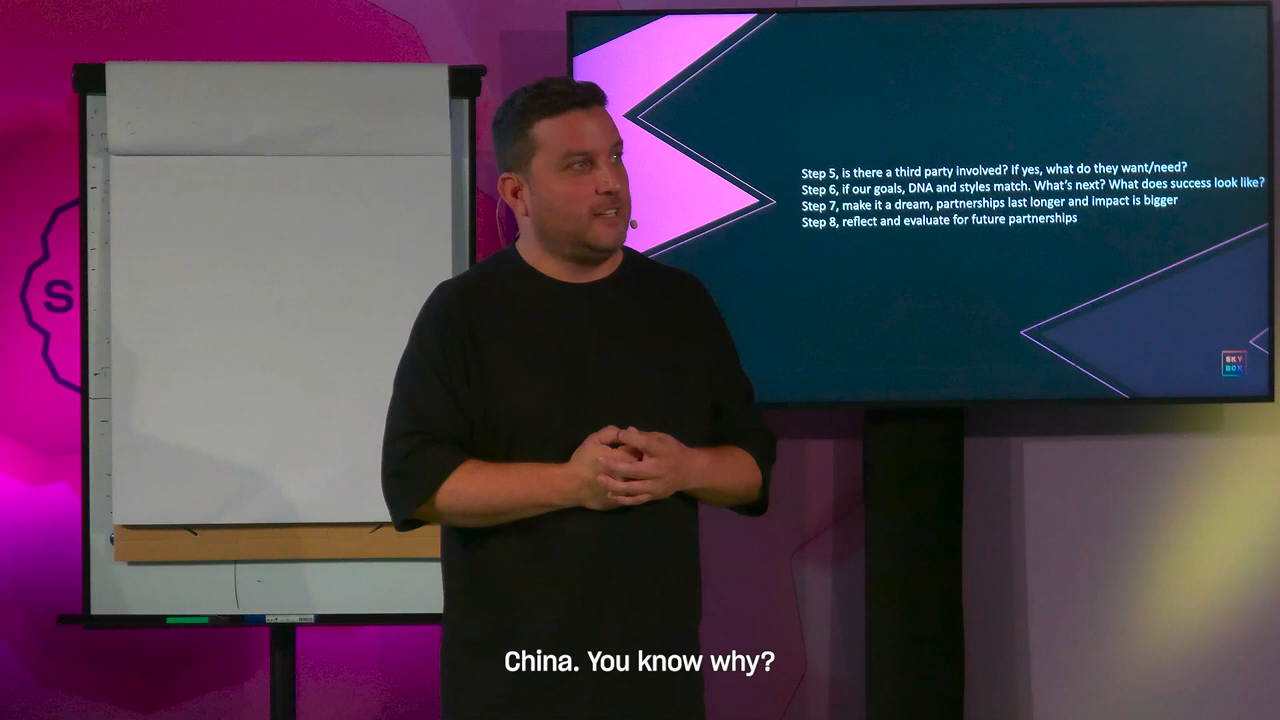 S
Step 5, is there a third party involved? If yes, what do they want/need?
Step 6, if our goals, DNA and styles match. What's next? What does success look like?
Step 7, make it a dream, partnerships last longer and impact is bigger
Step 8, reflect and evaluate for future partnerships
SKY
BOX
China. You know why?